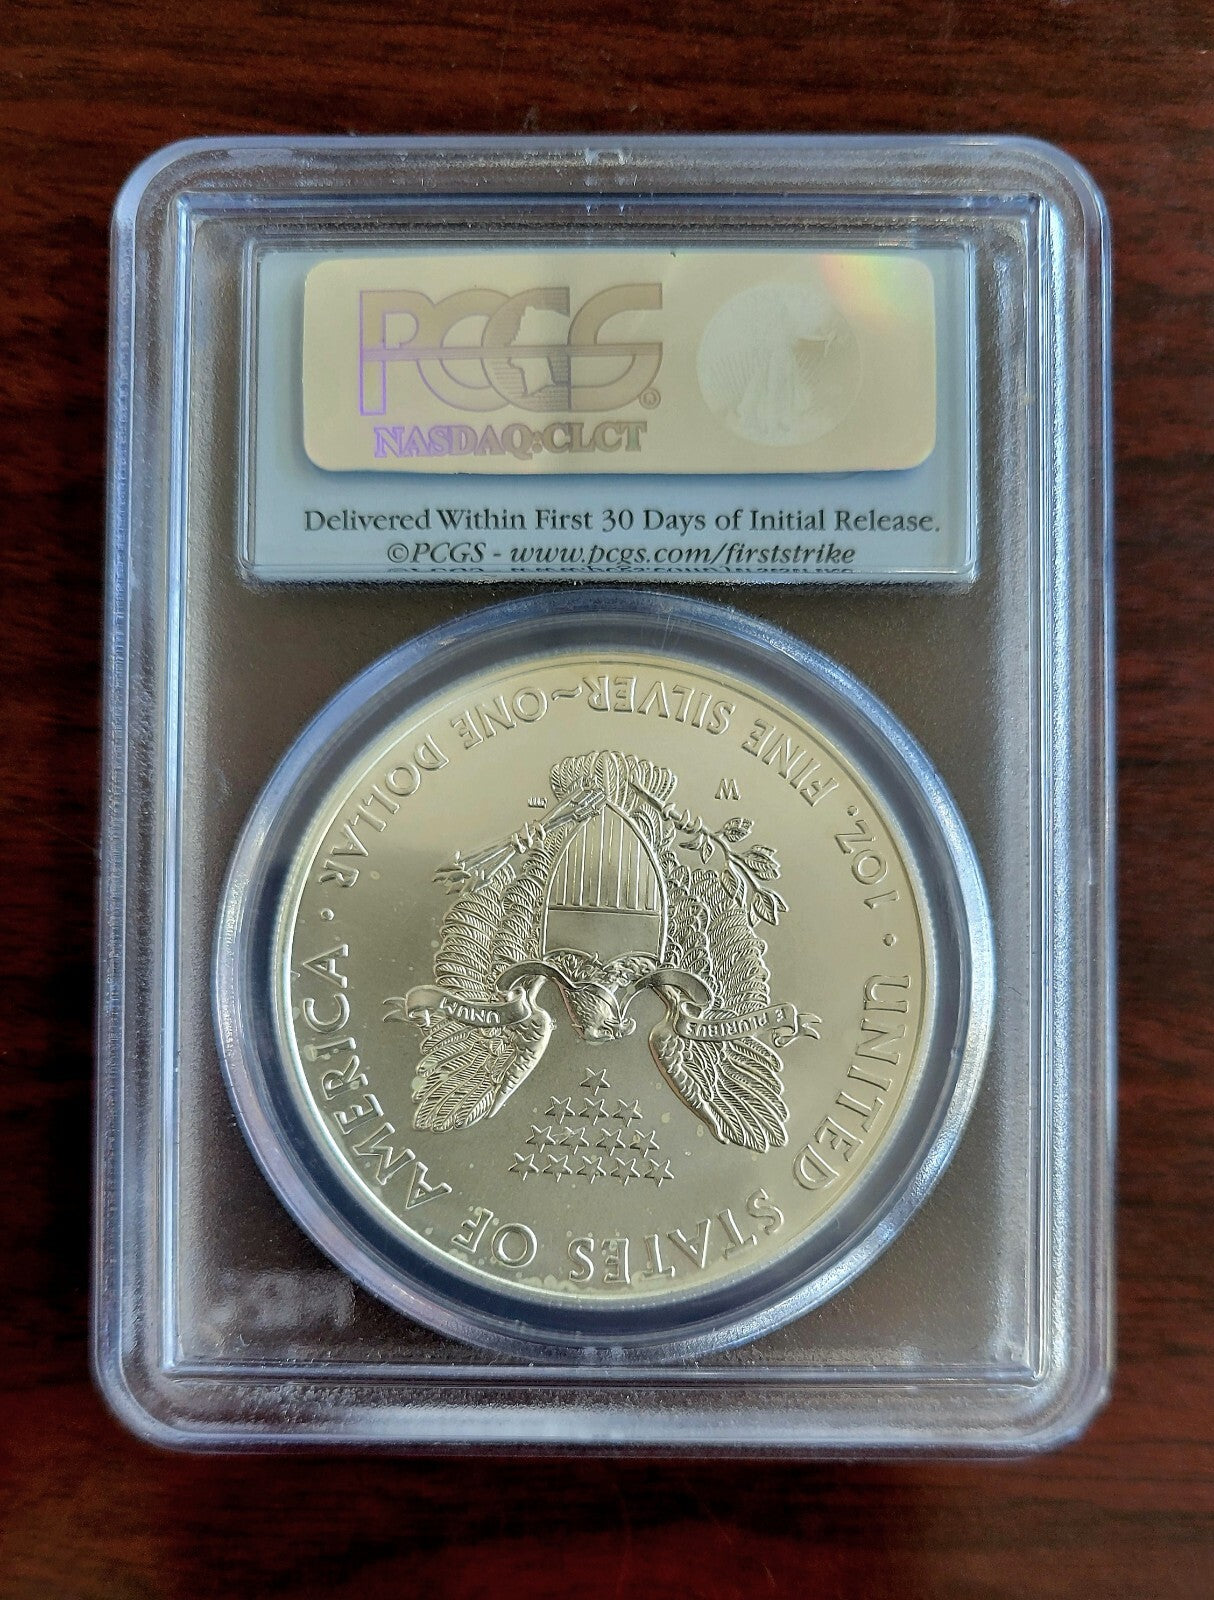 PCGS®
NASDAQ:CLCT
Delivered Within First 30 Days of Initial Release.
©PCGS - www.pcgs.com/firststrike
UNITED STATES OF AMERICA
1 OZ. FINE SILVER~ONE DOLLAR
W
E PLURIBUS
UNUM